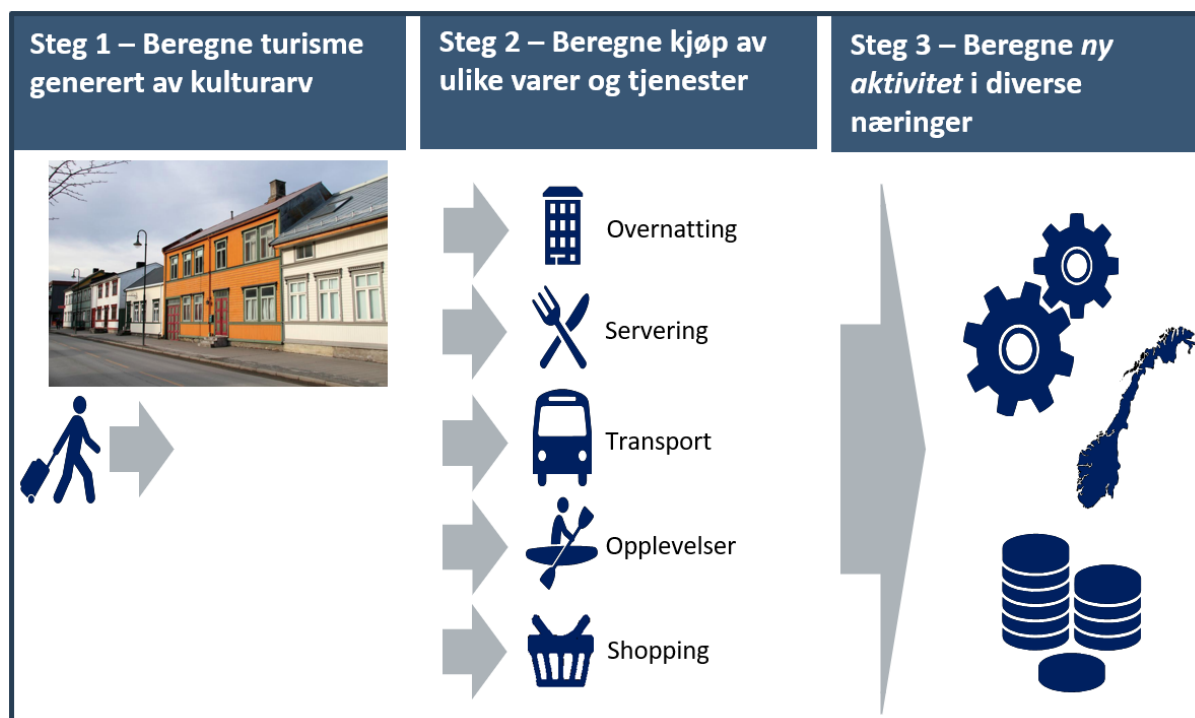 Steg 1 – Beregne turisme
generert av kulturarv
Steg 2 – Beregne kjøp av
ulike varer og tjenester
Steg 3 – Beregne ny
aktivitet i diverse
næringer
Overnatting
Servering
Transport
Opplevelser
Shopping